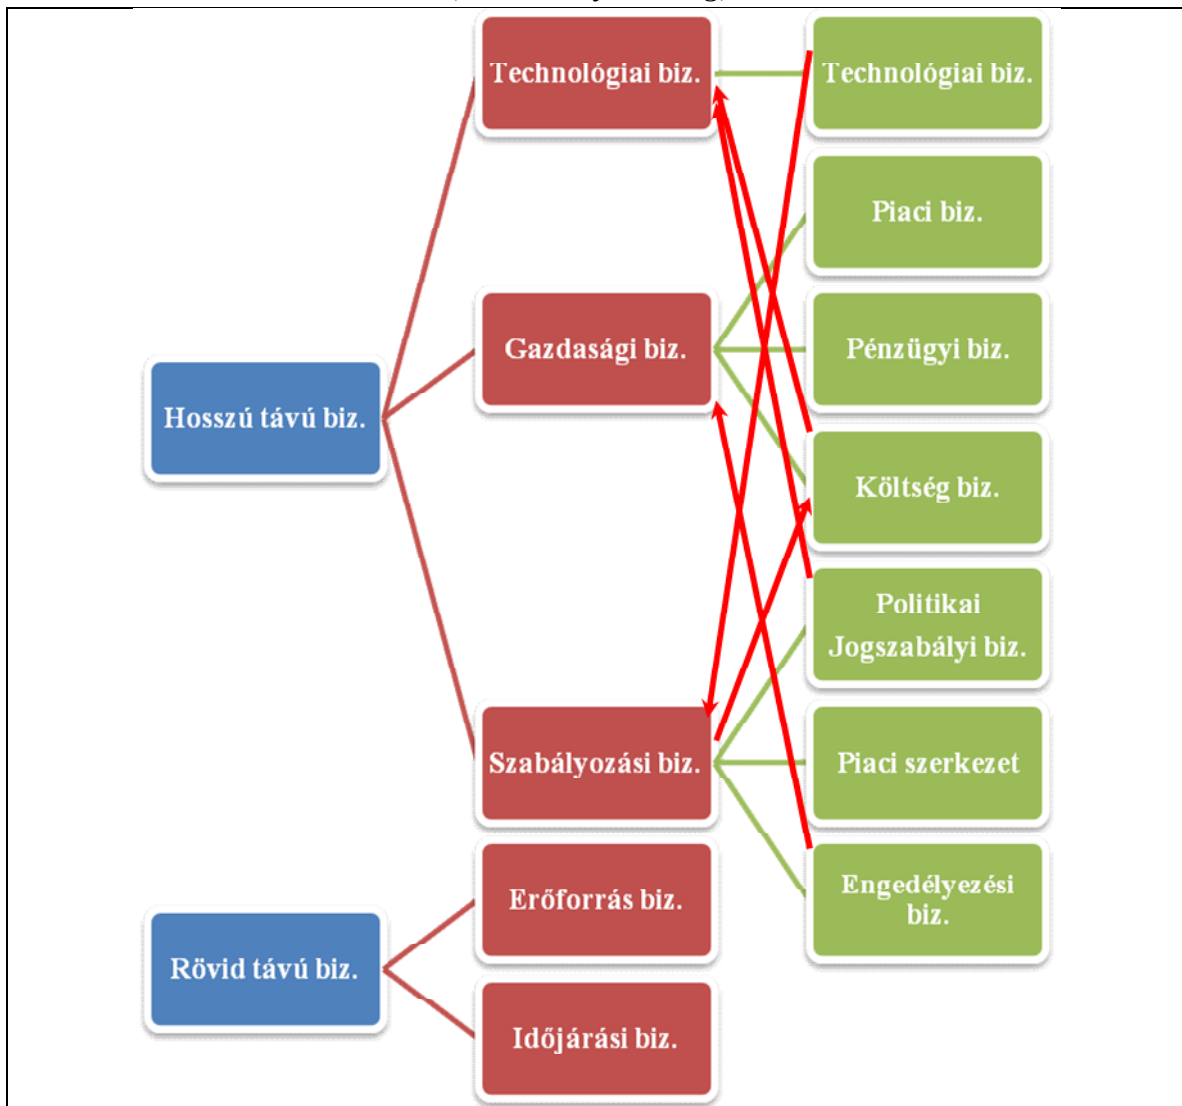 Technológiai biz.
Technológiai biz.
Piaci biz.
Gazdasági biz.
Pénzügyi biz.
Hosszú távú biz.
Költség biz.
Politikai
Jogszabályi biz.
Szabályozási biz.
Piaci szerkezet
Erőforrás biz.
Engedélyezési
biz.
Rövid távú biz.
Időjárási biz.